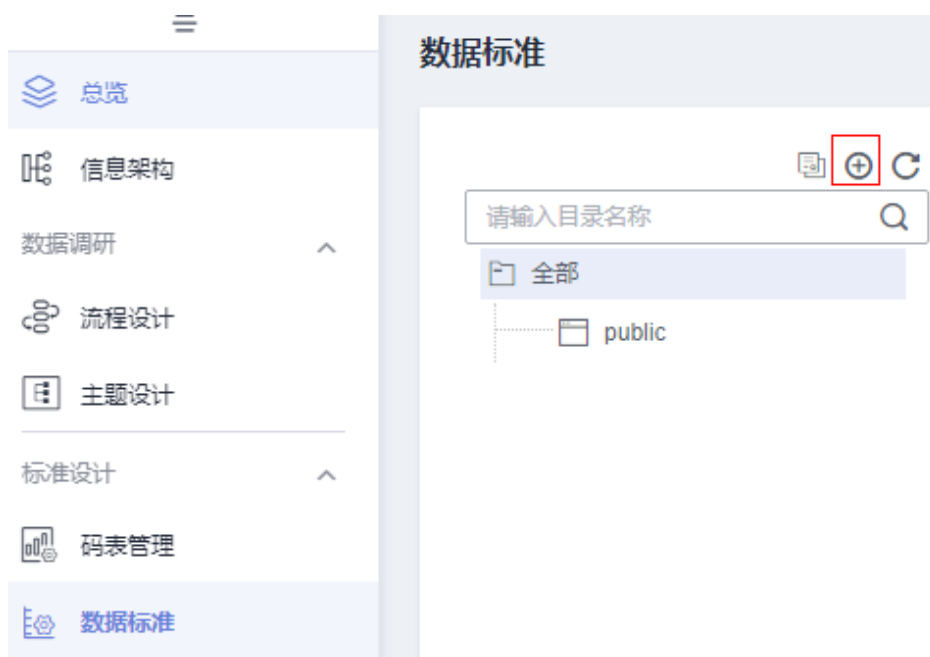 总览
信息架构
数据调研
流程设计
主题设计
标准设计
码表管理
数据标准
数据标准
请输入目录名称
全部
public